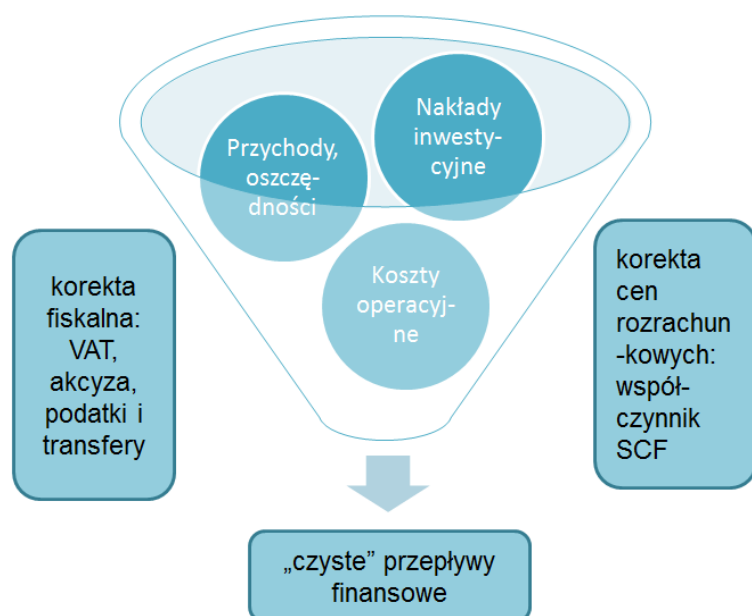 Nakłady
inwesty-
cyjne
Przychody,
oszczę-
dności
Koszty
operacyj-
ne
korekta
fiskalna:
VAT,
akcyza,
podatki i
transfery
korekta
cen
rozrachun
-kowych:
współ-
czynnik
SCF
„czyste” przepływy
finansowe